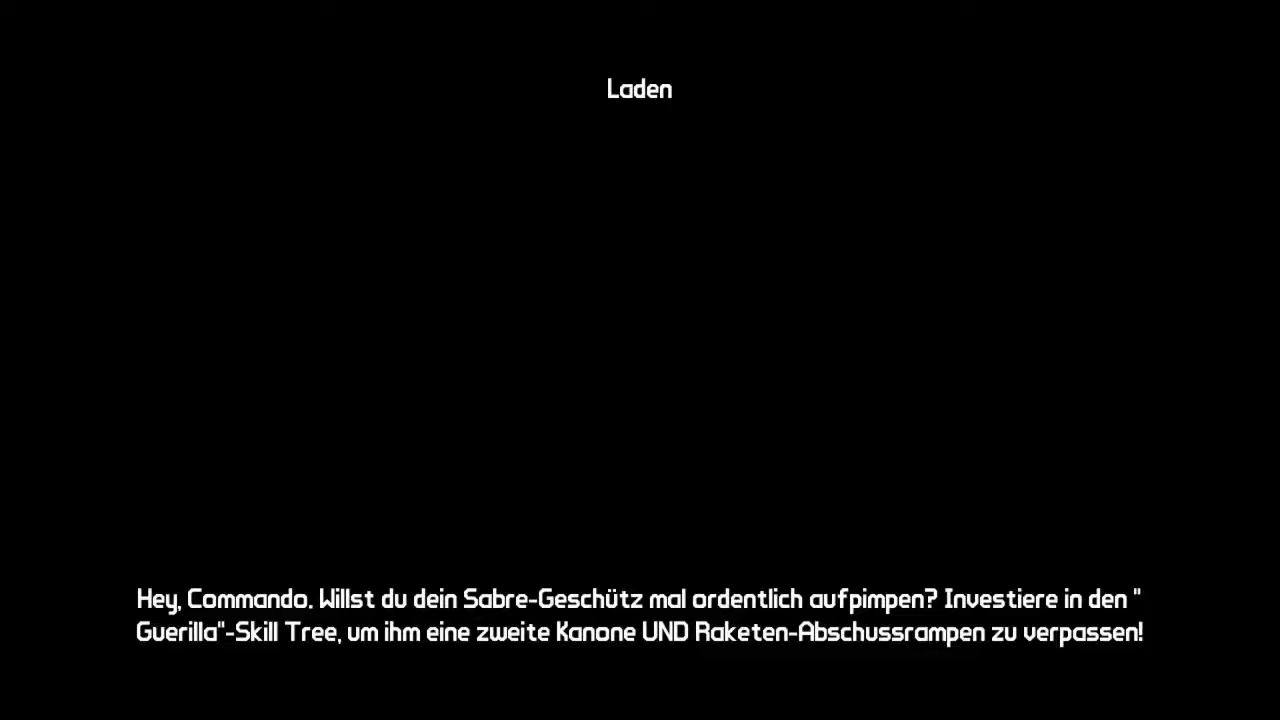 Laden
Hey, Commando. Willst du dein Sabre-Geschütz mal ordentlich aufpimpen? Investiere in den "
Guerilla"-Skill Tree, um ihm eine zweite Kanone UND Raketen-Abschussrampen zu verpassen!